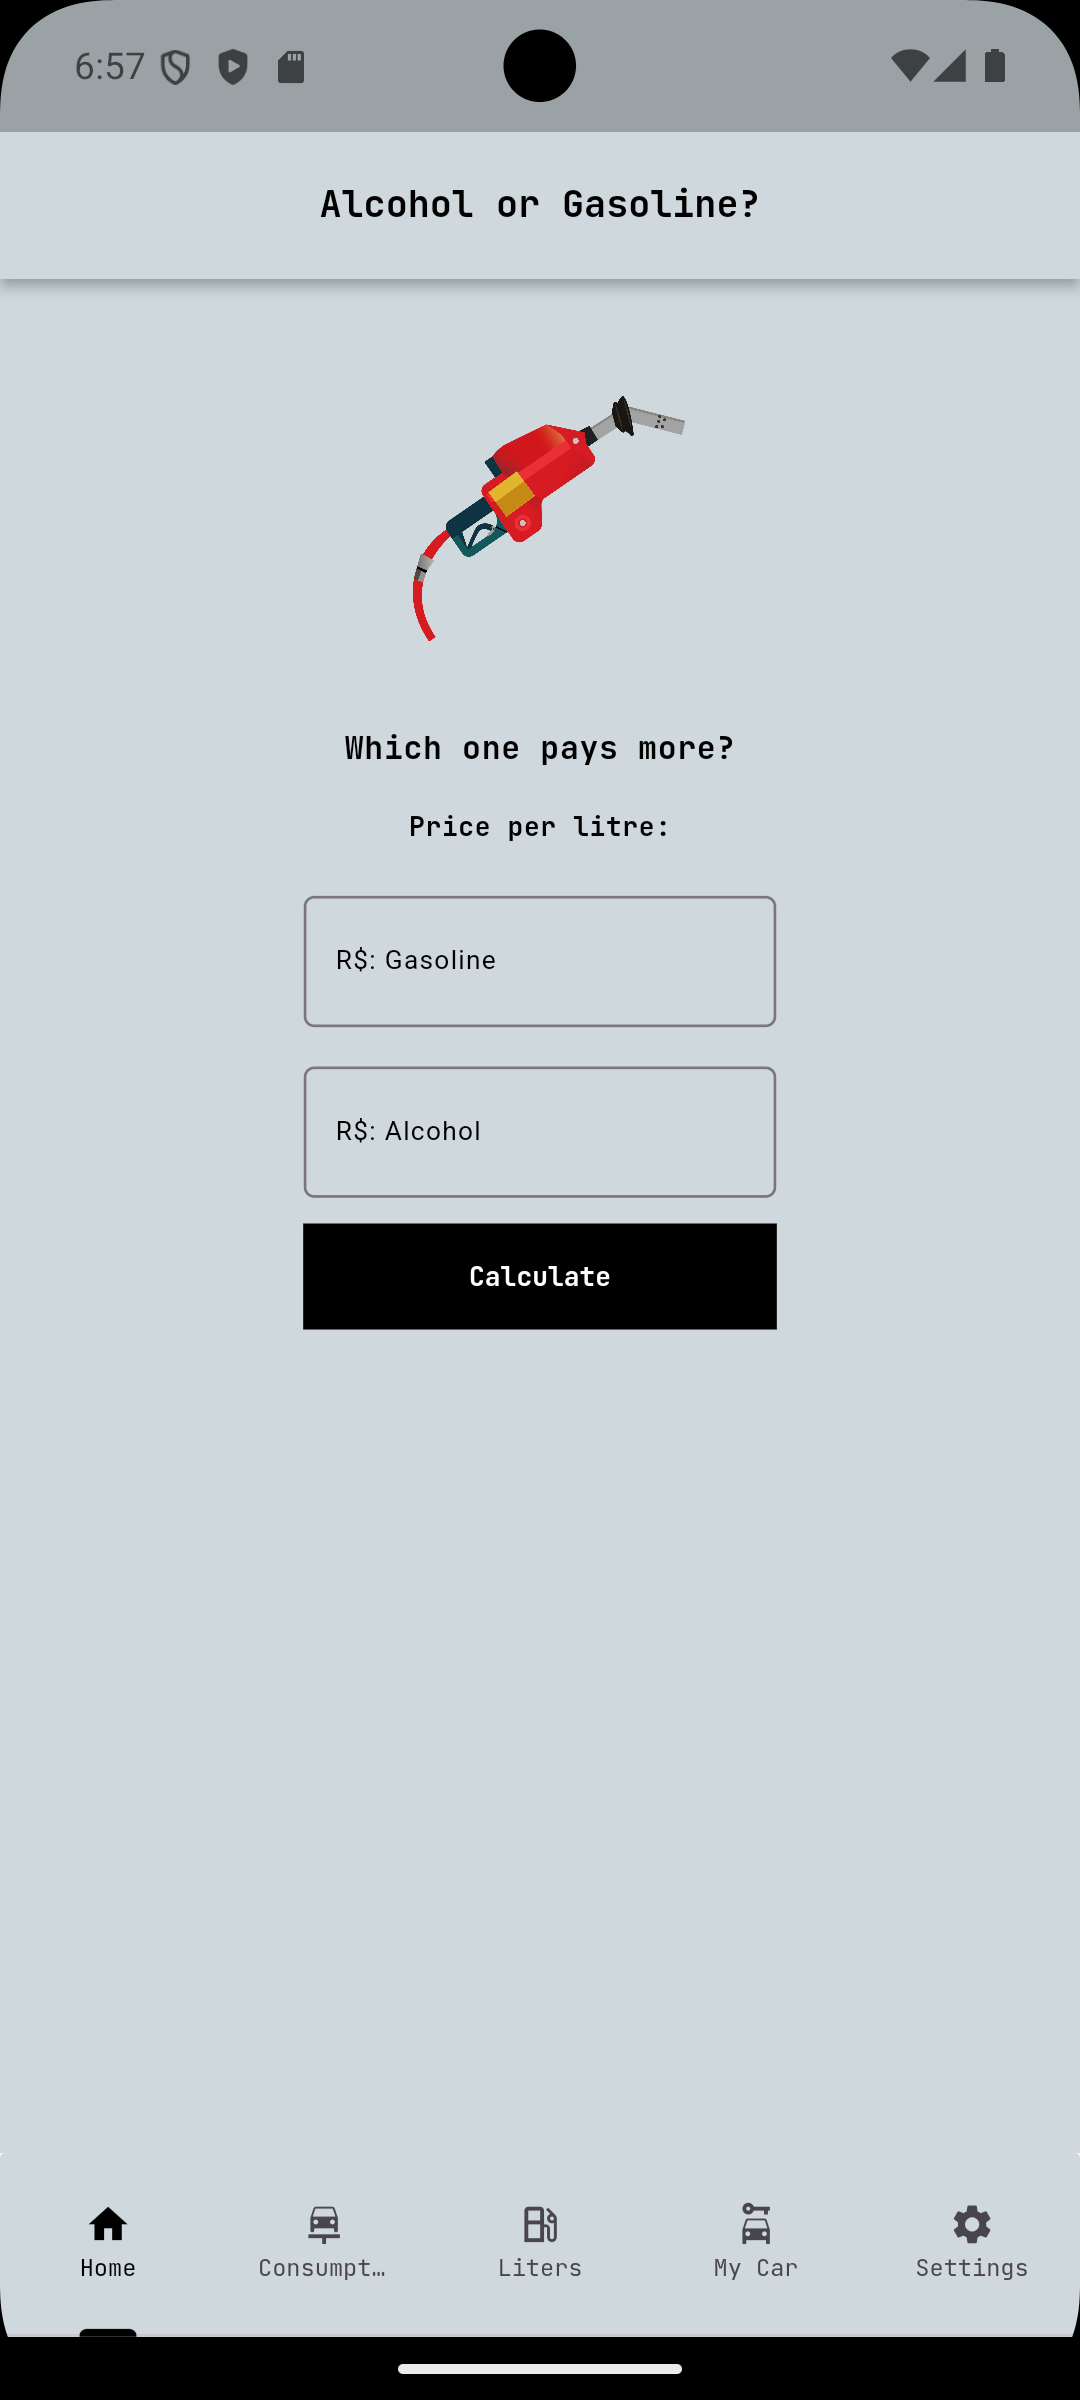 6:57
Alcohol or Gasoline?
Which one pays more?
Price per litre:
R$: Gasoline
R$: Alcohol
Calculate
Home
Consumpt…
Liters
My Car
Settings